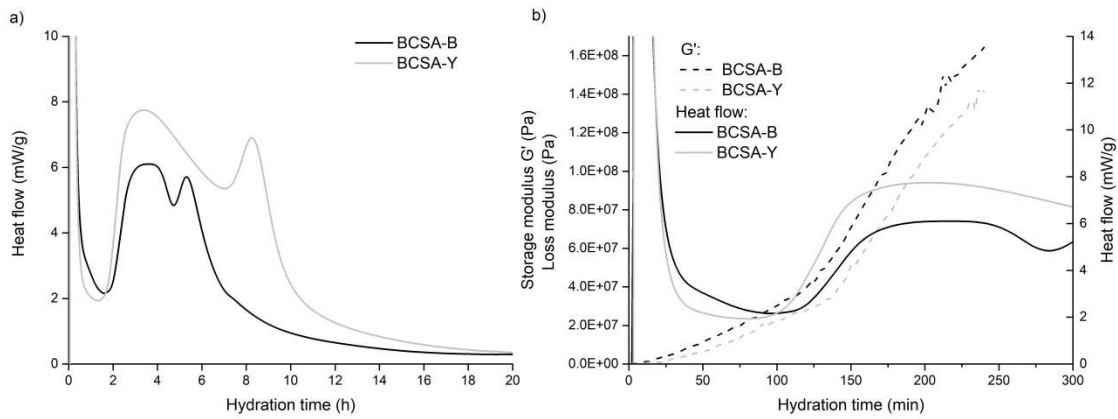 a)
10
8
6
4
2
0
Heat flow (mW/g)
0 2 4 6 8 10 12 14 16 18 20
Hydration time (h)
BCSA-B
BCSA-Y
b)
1.6E+08
1.4E+08
1.2E+08
1.0E+08
8.0E+07
6.0E+07
4.0E+07
2.0E+07
0.0E+00
Storage modulus G' (Pa)
Loss modulus (Pa)
G':
BCSA-B
BCSA-Y
Heat flow:
BCSA-B
BCSA-Y
14
12
10
8
6
4
2
0
Heat flow (mW/g)
0 50 100 150 200 250 300
Hydration time (min)